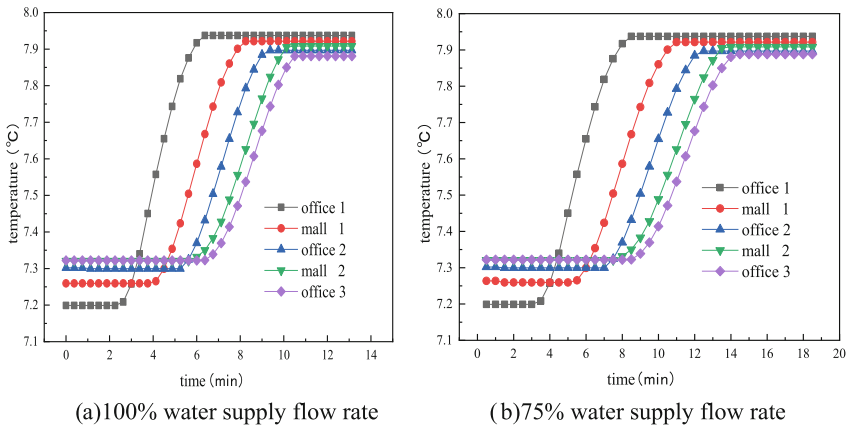 8.0
7.9
7.8
7.7
7.6
7.5
7.4
7.3
7.2
7.1
temperature (℃)
office 1
mall 1
office 2
mall 2
office 3
0 2 4 6 8 10 12 14
time (min)
(a)100% water supply flow rate
8.0
7.9
7.8
7.7
7.6
7.5
7.4
7.3
7.2
7.1
temperature (℃)
office 1
mall 1
office 2
mall 2
office 3
0 2 4 6 8 10 12 14 16 18 20
time (min)
(b)75% water supply flow rate